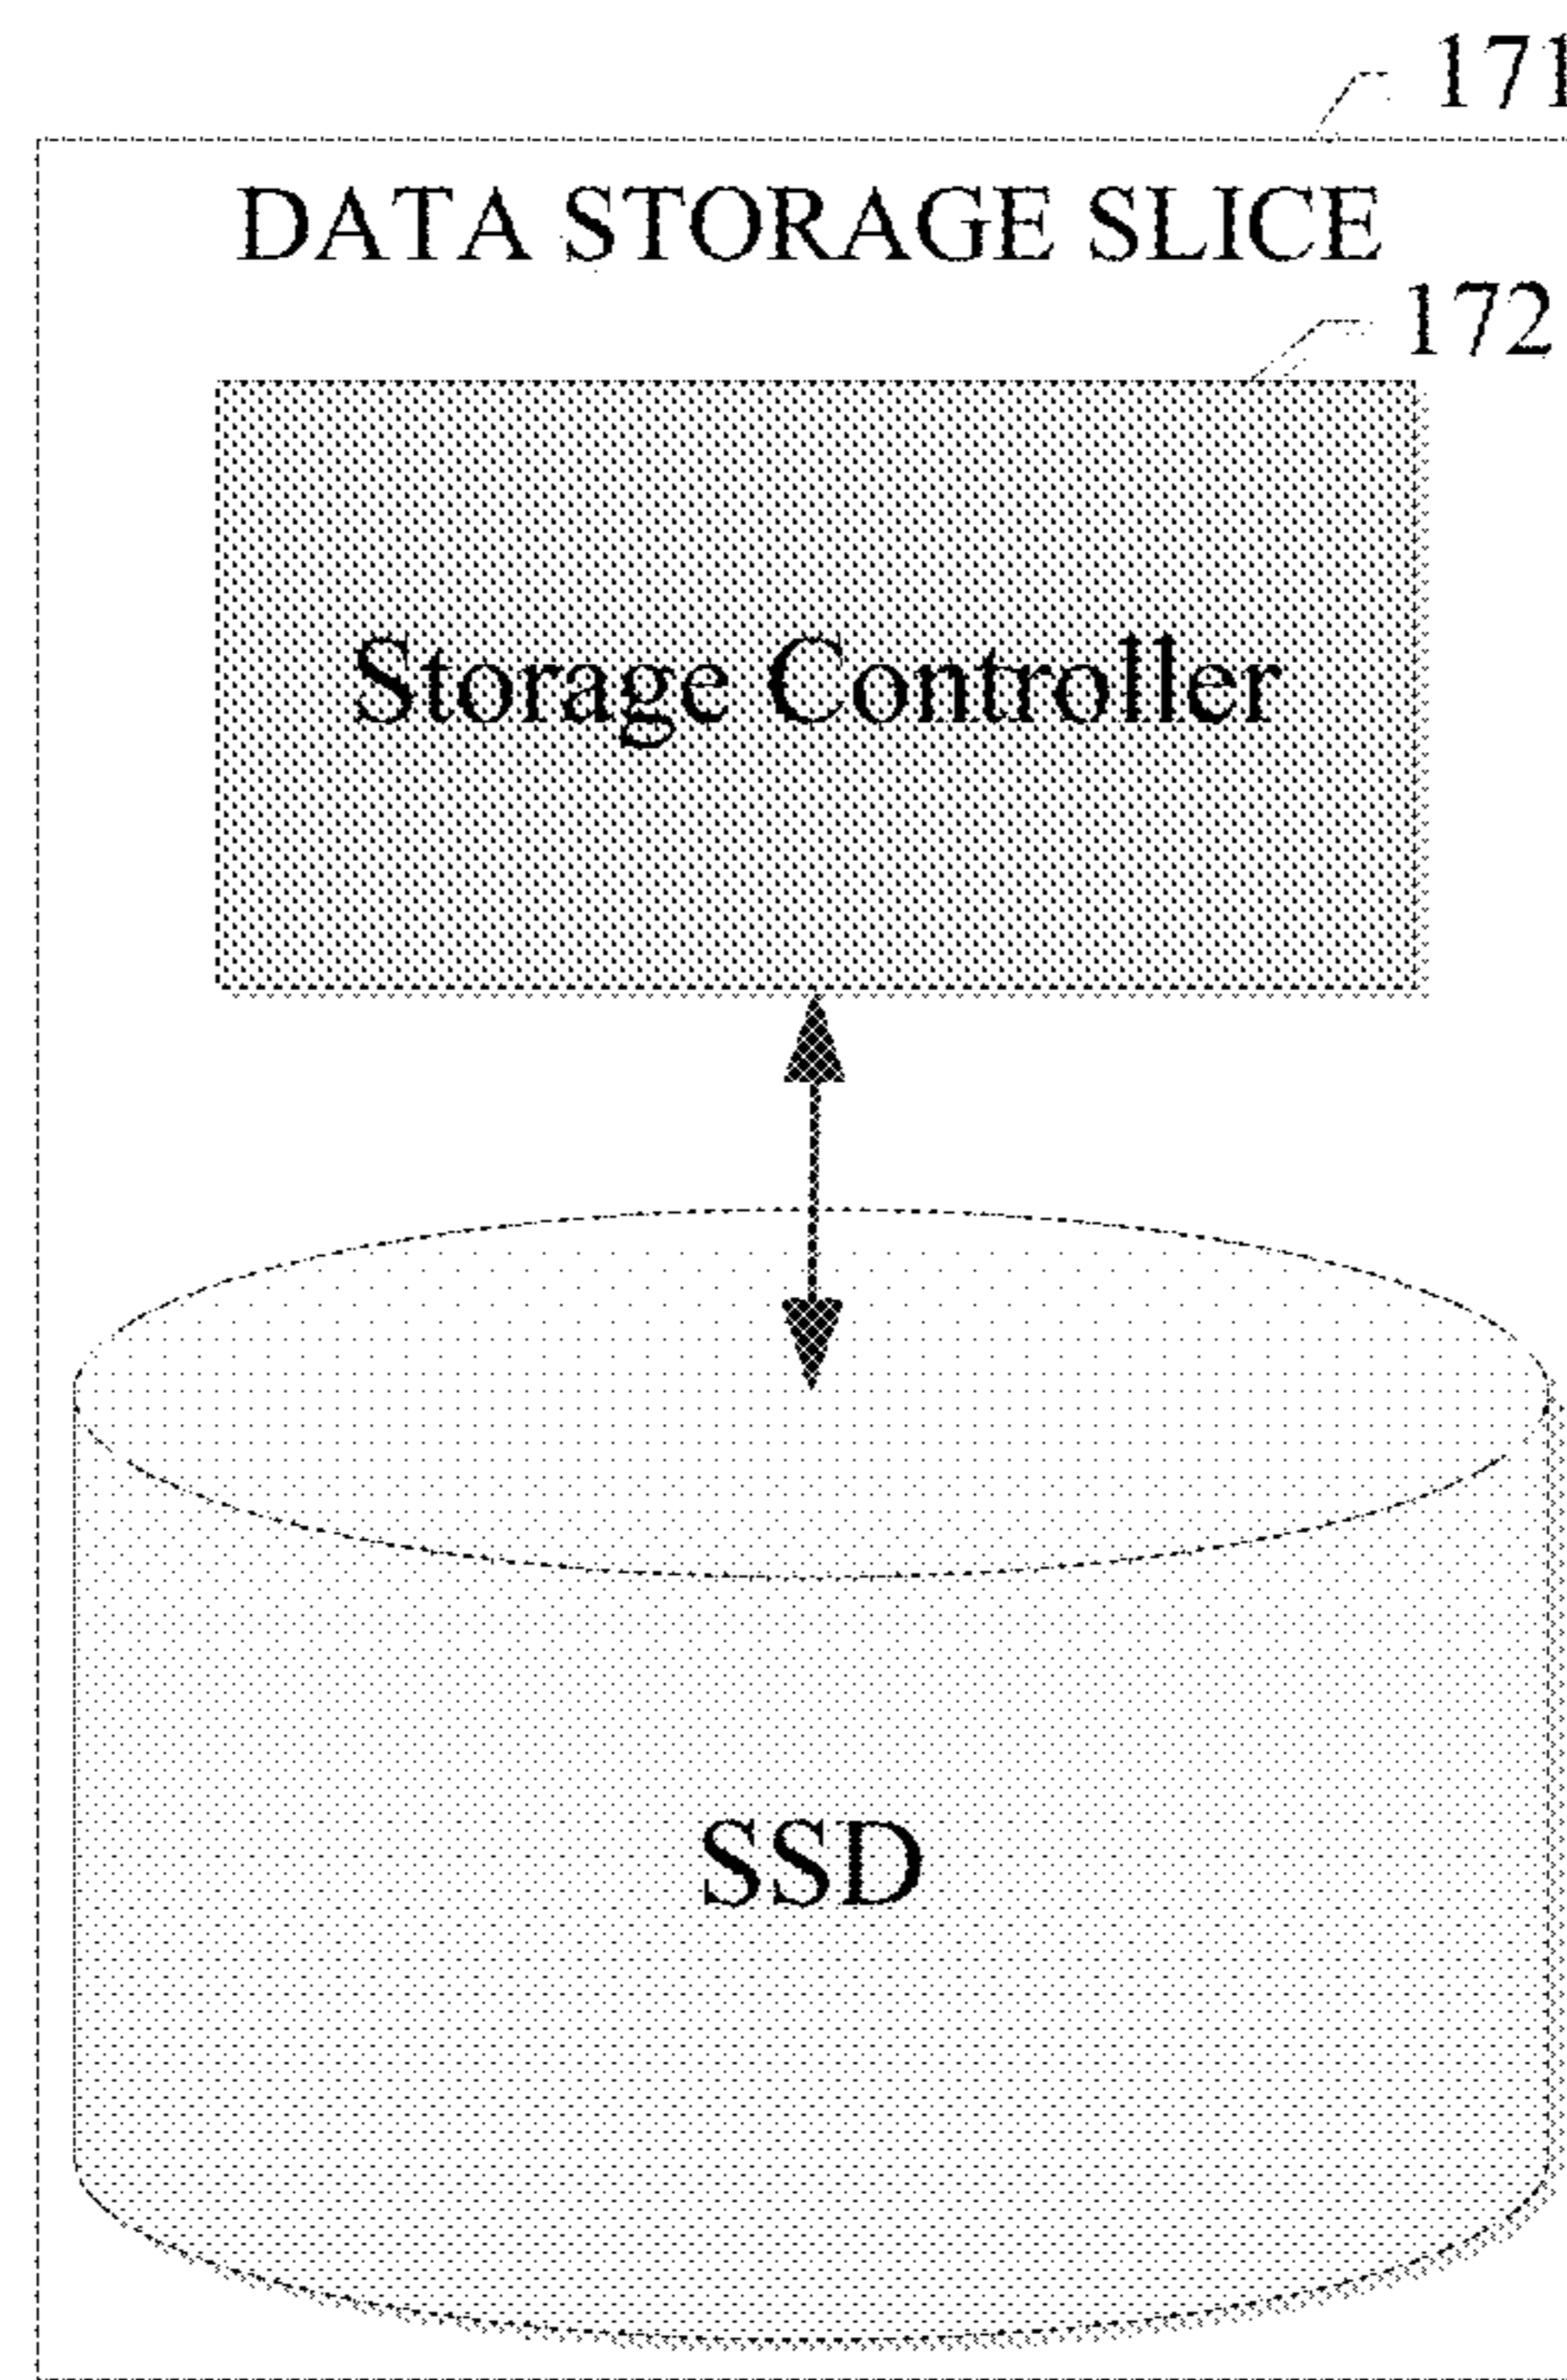 171
DATA STORAGE SLICE
172
Storage Controller
SSD